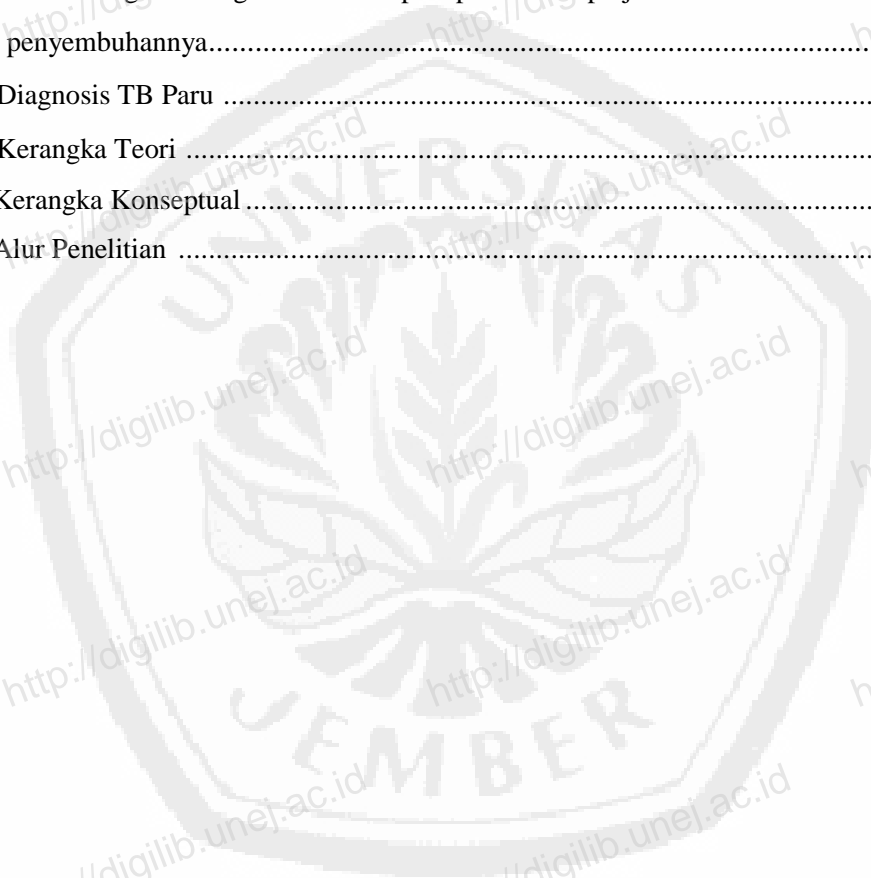 penyembuhannya
Diagnosis TB Paru
Kerangka Teori
Kerangka Konseptual
Alur Penelitian
UNIVERSITAS
JEMBER
http://digilib.unej.ac.id
http://digilib.unej.ac.id
http://digilib.unej.ac.id
http://digilib.unej.ac.id
http://digilib.unej.ac.id
http://digilib.unej.ac.id
//digilib.unej.ac.id
//digilib.unej.ac.id